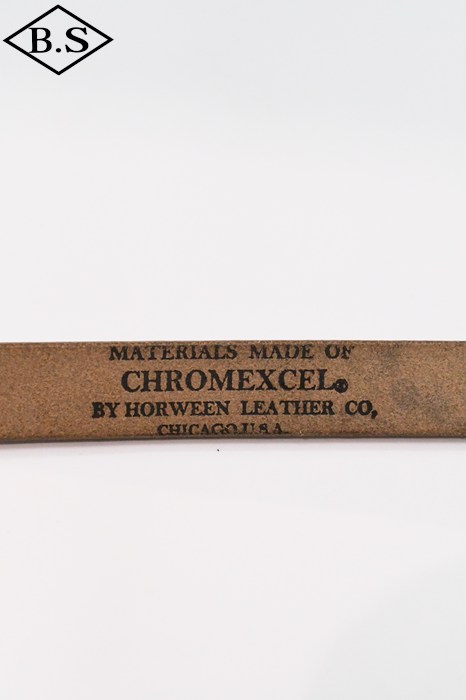 B.S
MATERIALS MADE OF
CHROMEXCEL®
BY HORWEEN LEATHER CO,
CHICAGO,U.S.A.